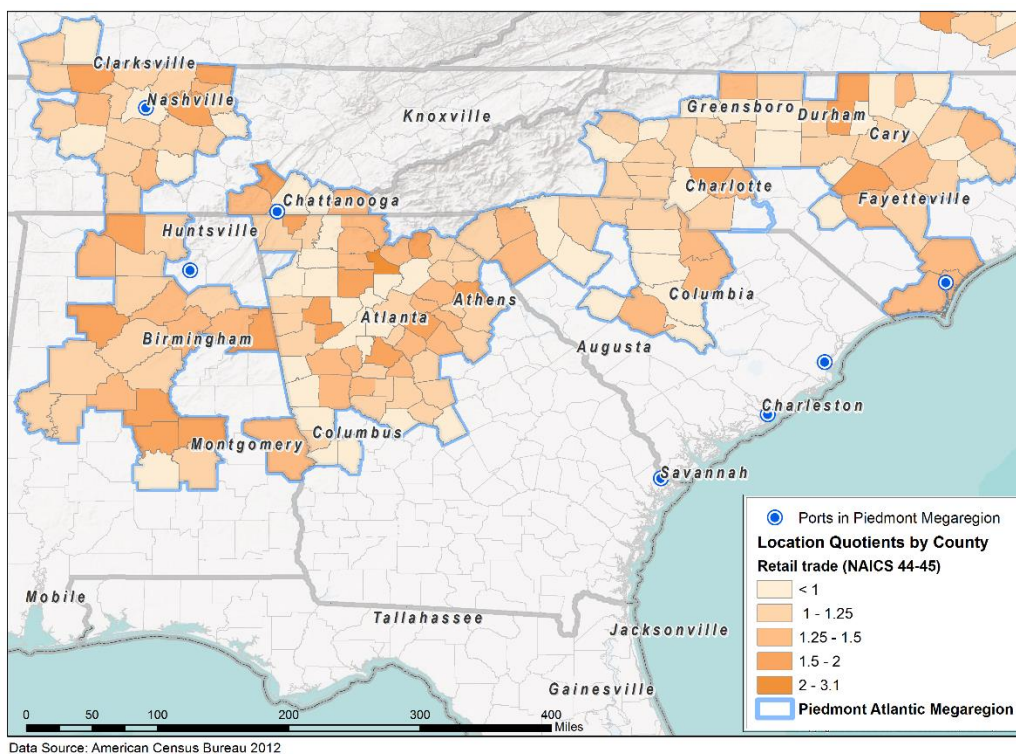 Clarksville
Nashville
Knoxville
Greensboro
Durham
Cary
Chattanooga
Charlotte
Fayetteville
Huntsville
Athens
Columbia
Atlanta
Birmingham
Augusta
Charleston
Columbus
Montgomery
Savannah
Mobile
Tallahassee
Jacksonville
Gainesville
Ports in Piedmont Megaregion
Location Quotients by County
Retail trade (NAICS 44-45)
< 1
1 - 1.25
1.25 - 1.5
1.5 - 2
2 - 3.1
Piedmont Atlantic Megaregion
0 50 100 200 300 400
Miles
Data Source: American Census Bureau 2012